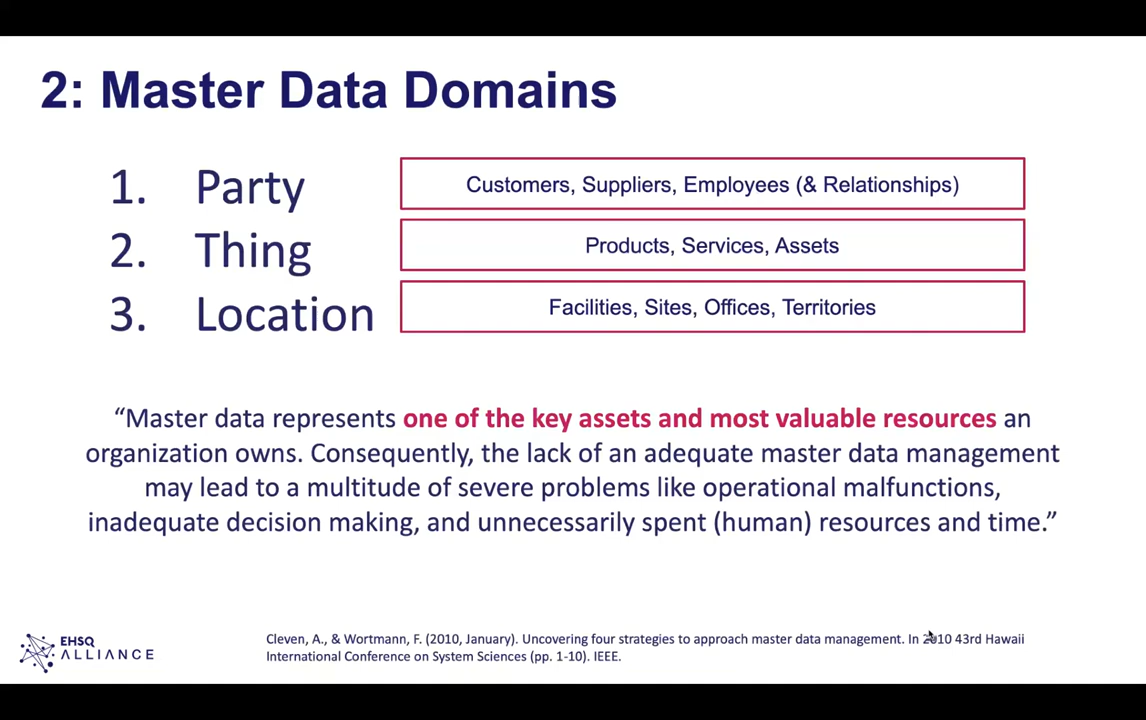 2: Master Data Domains
1. Party
Customers, Suppliers, Employees (& Relationships)
2. Thing
Products, Services, Assets
3. Location
Facilities, Sites, Offices, Territories
“Master data represents one of the key assets and most valuable resources an
organization owns. Consequently, the lack of an adequate master data management
may lead to a multitude of severe problems like operational malfunctions,
inadequate decision making, and unnecessarily spent (human) resources and time.”
EHSQ
ALLIANCE
Cleven, A., & Wortmann, F. (2010, January). Uncovering four strategies to approach master data management. In 2010 43rd Hawaii
International Conference on System Sciences (pp. 1-10). IEEE.